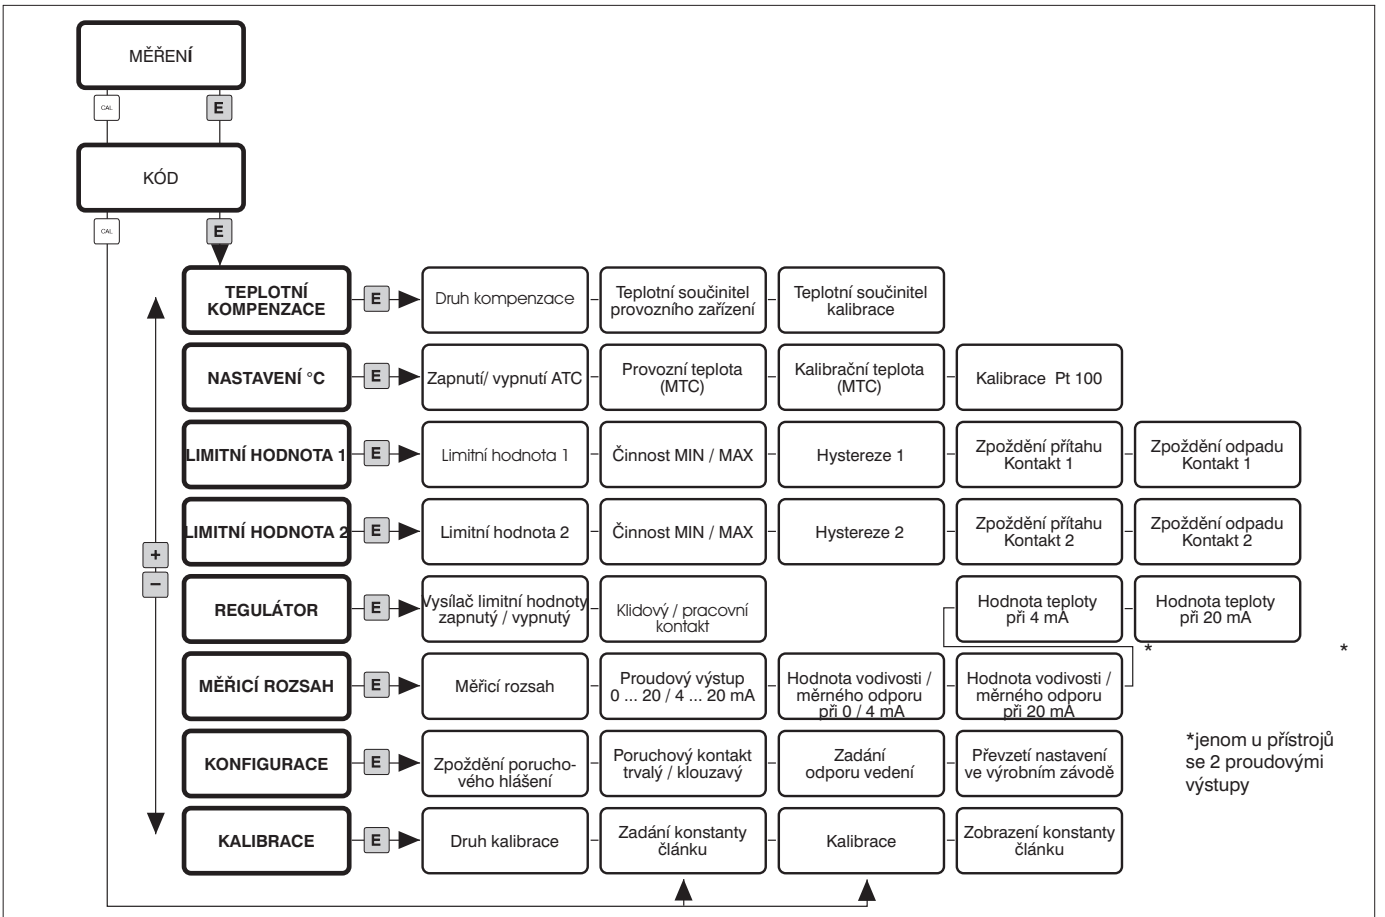 MĚŘENÍ
CAL
E
KÓD
CAL
E
TEPLOTNÍ
KOMPENZACE
E
Druh kompenzace
Teplotní součinitel
provozního zařízení
Teplotní součinitel
kalibrace
NASTAVENÍ °C
E
Zapnutí/ vypnutí ATC
Provozní teplota
(MTC)
Kalibrační teplota
(MTC)
Kalibrace Pt 100
LIMITNÍ HODNOTA 1
E
Limitní hodnota 1
Činnost MIN / MAX
Hystereze 1
Zpoždění přítahu
Kontakt 1
Zpoždění odpadu
Kontakt 1
LIMITNÍ HODNOTA 2
E
Limitní hodnota 2
Činnost MIN / MAX
Hystereze 2
Zpoždění přítahu
Kontakt 2
Zpoždění odpadu
Kontakt 2
+
−
REGULÁTOR
E
Vysílač limitní hodnoty
zapnutý / vypnutý
Klidový / pracovní
kontakt
Hodnota teploty
při 4 mA
Hodnota teploty
při 20 mA
*
*
MĚŘICÍ ROZSAH
E
Měřicí rozsah
Proudový výstup
0 ... 20 / 4 ... 20 mA
Hodnota vodivosti /
měrného odporu
při 0 / 4 mA
Hodnota vodivosti /
měrného odporu
při 20 mA
KONFIGURACE
E
Zpoždění porucho-
vého hlášení
Poruchový kontakt
trvalý / klouzavý
Zadání
odporu vedení
Převzetí nastavení
ve výrobním závodě
*jenom u přístrojů
se 2 proudovými
výstupy
KALIBRACE
E
Druh kalibrace
Zadání konstanty
článku
Kalibrace
Zobrazení konstanty
článku